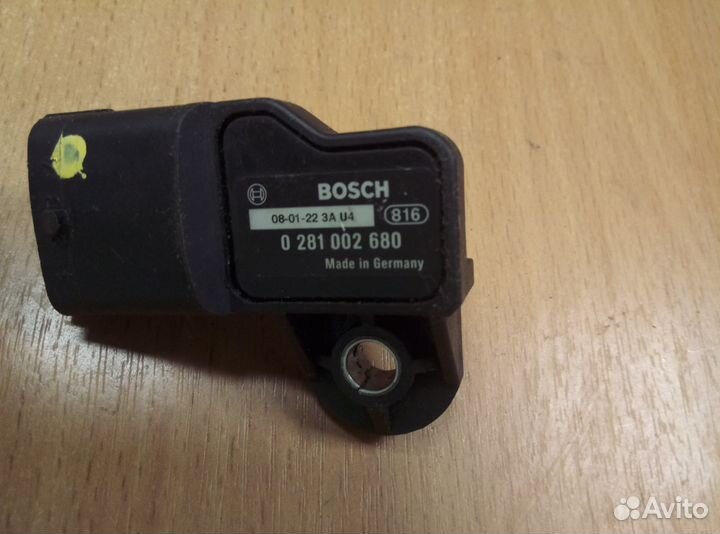 BOSCH
08-01-22 3A U4
816
0 281 002 680
Made in Germany
Avito